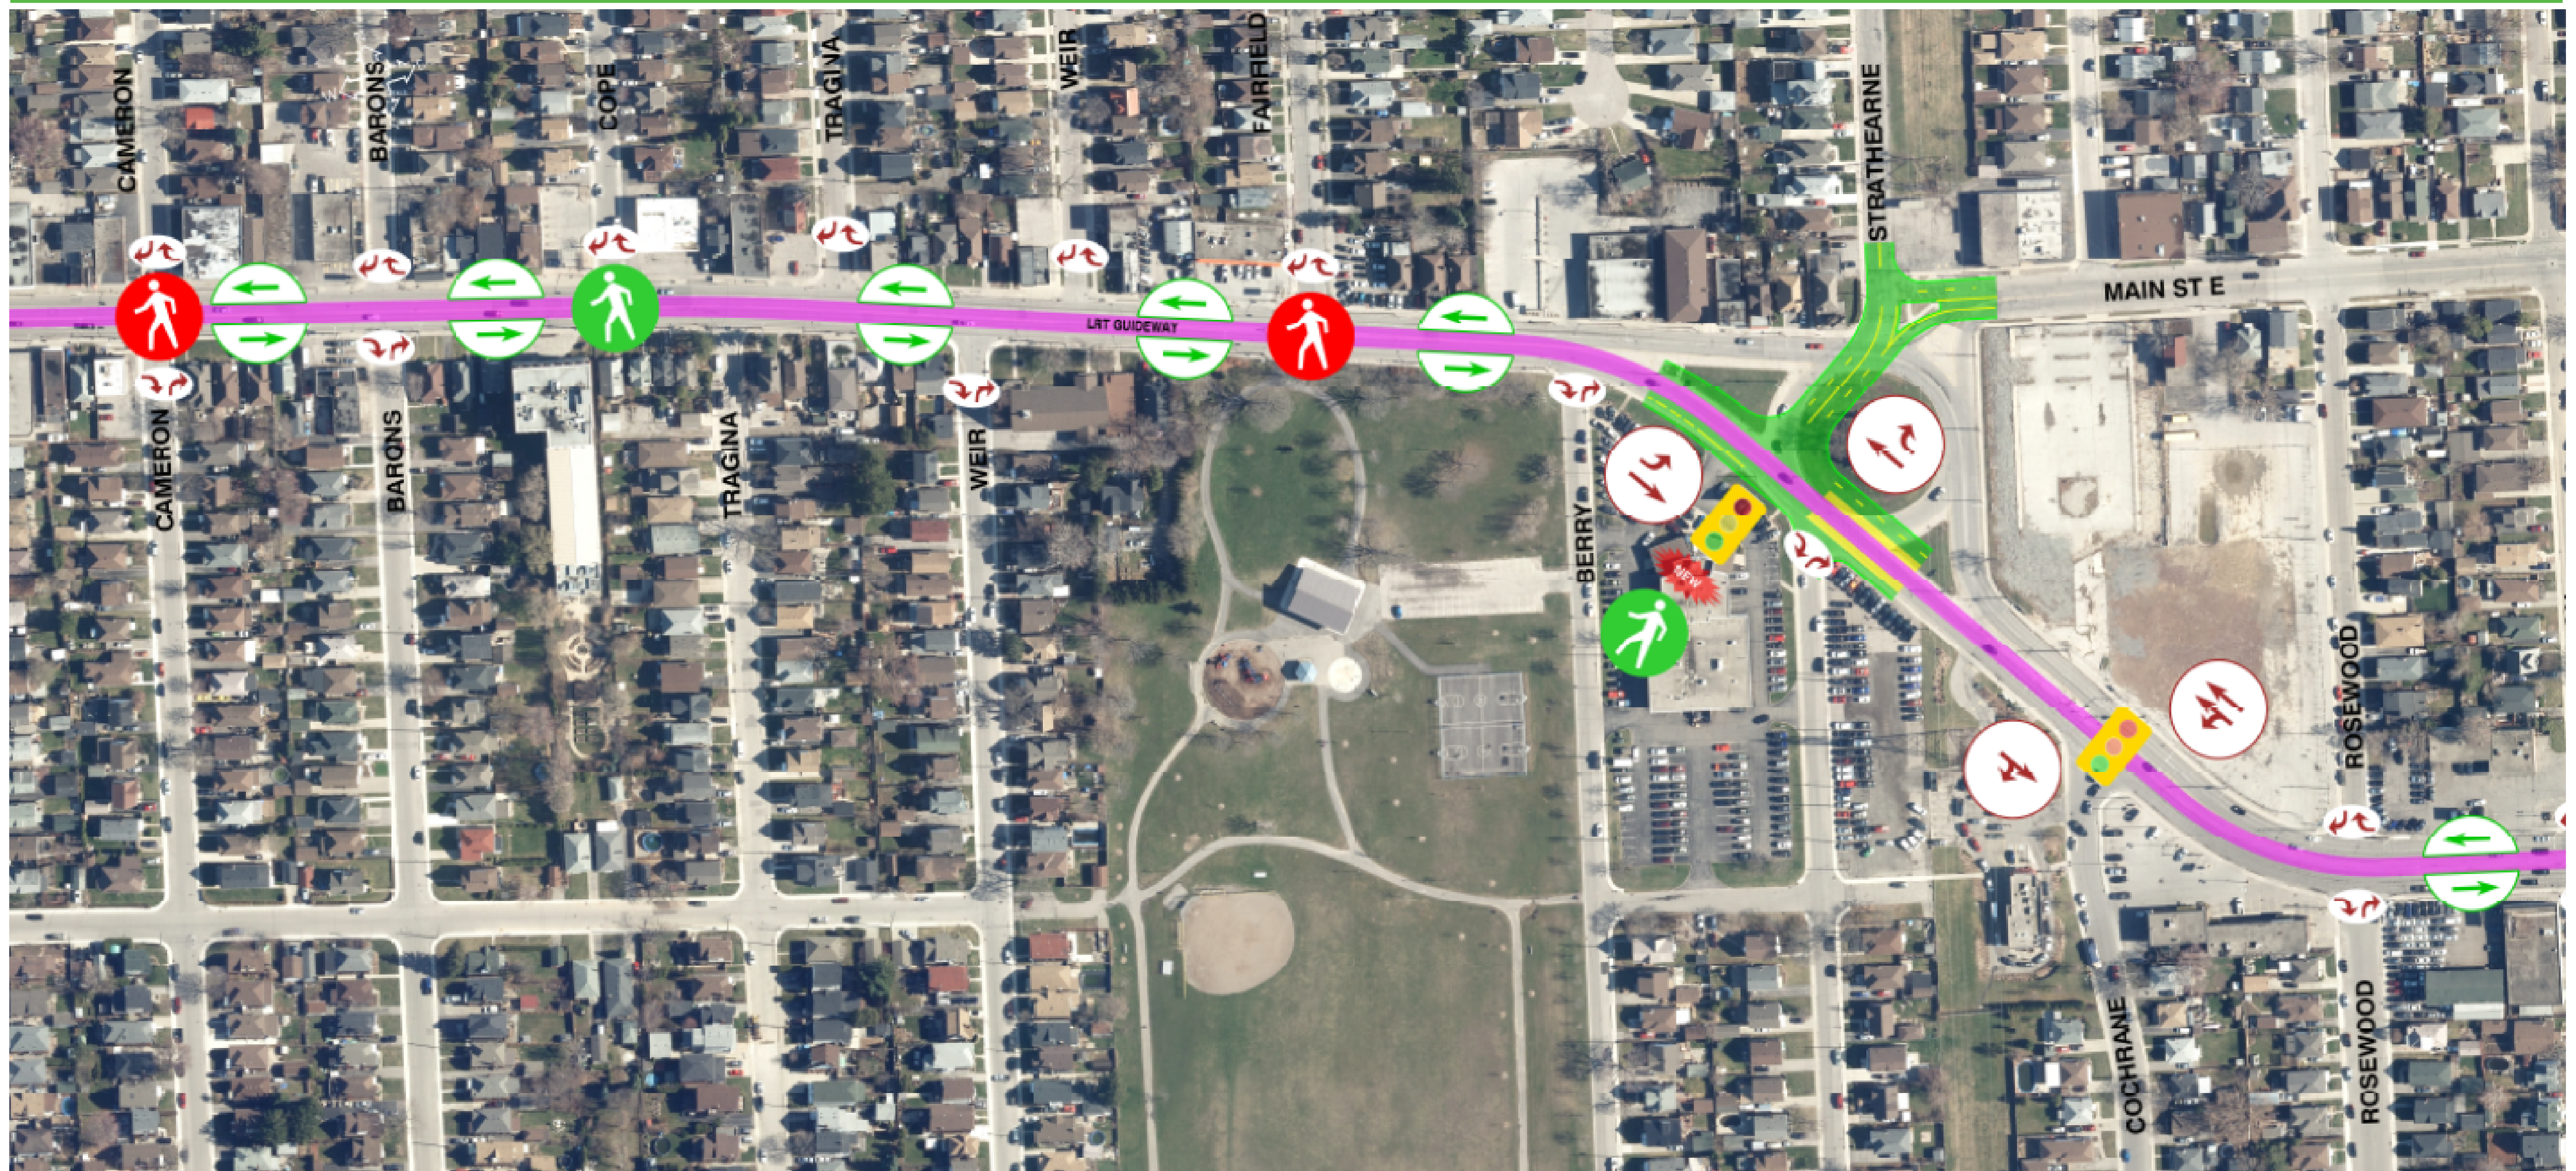 CAMERON
BARONS
COPE
TRAGINA
WEIR
FAIRFIELD
STRATHEARNE
MAIN ST E
LRT GUIDEWAY
CAMERON
BARONS
TRAGINA
WEIR
BERRY
NEW
ROSEWOOD
COCHRANE
ROSEWOOD